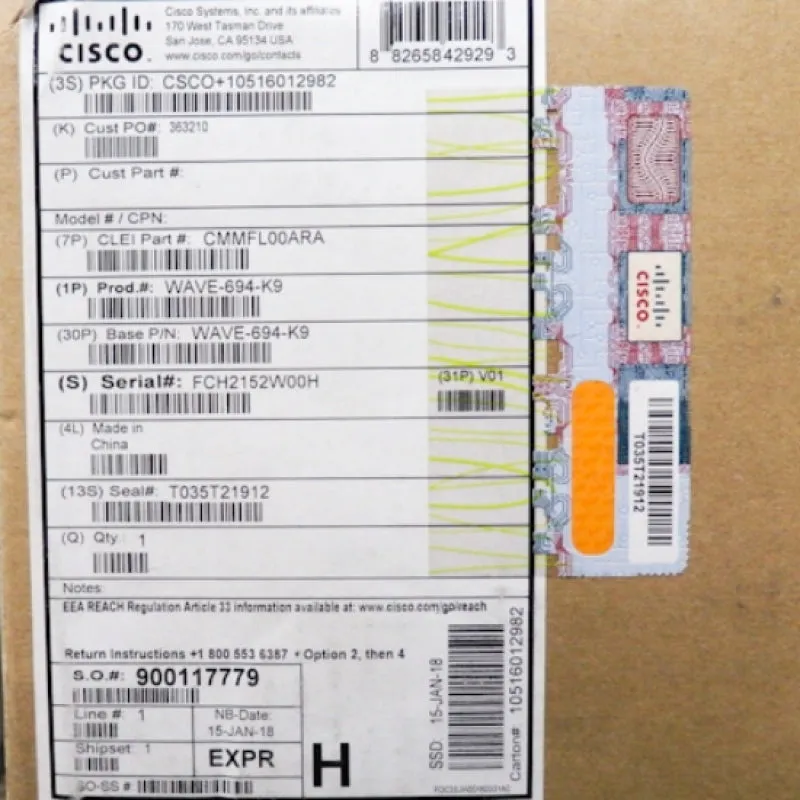 CISCO.
Cisco Systems, Inc. and its affiliates
170 West Tasman Drive
San Jose, CA 95134 USA
www.cisco.com/go/contacts
8 82658 42929 3
(3S) PKG ID: CSCO+10516012982
(K) Cust PO#: 363210
(P) Cust Part #:
Model # / CPN:
(7P) CLEI Part #: CMMFL00ARA
(1P) Prod.#: WAVE-694-K9
(30P) Base P/N: WAVE-694-K9
(S) Serial#: FCH2152W00H
(31P) V01
(4L) Made in
China
(13S) Seal#: T035T21912
(Q) Qty.: 1
Notes:
EEA REACH Regulation Article 33 information available at: www.cisco.com/go/reach
Return Instructions +1 800 553 6387 + Option 2, then 4
S.O.#: 900117779
Line #: 1
NB-Date:
15-JAN-18
Shipset: 1
EXPR
SO-SS #
H
SSD: 15-JAN-18
Carton#: 10516012982
CISCO.
T035T21912